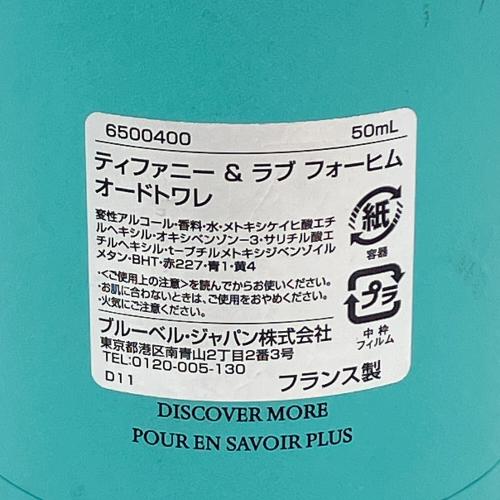 6500400 50mL
ティファニー & ラブ フォーヒム
オードトワレ
変性アルコール・香料・水・メトキシケイヒ酸エチ
ルヘキシル・オキシベンゾン-3・サリチル酸エ
チルヘキシル・t-ブチルメトキシジベンゾイル
メタン・BHT・赤227・青1・黄4
紙
容器
・<ご使用上の注意>を読んでからお使いください。
・お肌に合わないときは、ご使用をおやめください。
・火気にご注意ください。
プラ
中枠
フィルム
ブルーベル・ジャパン株式会社
東京都港区南青山2丁目2番3号
TEL:0120-005-130
D11 フランス製
DISCOVER MORE
POUR EN SAVOIR PLUS